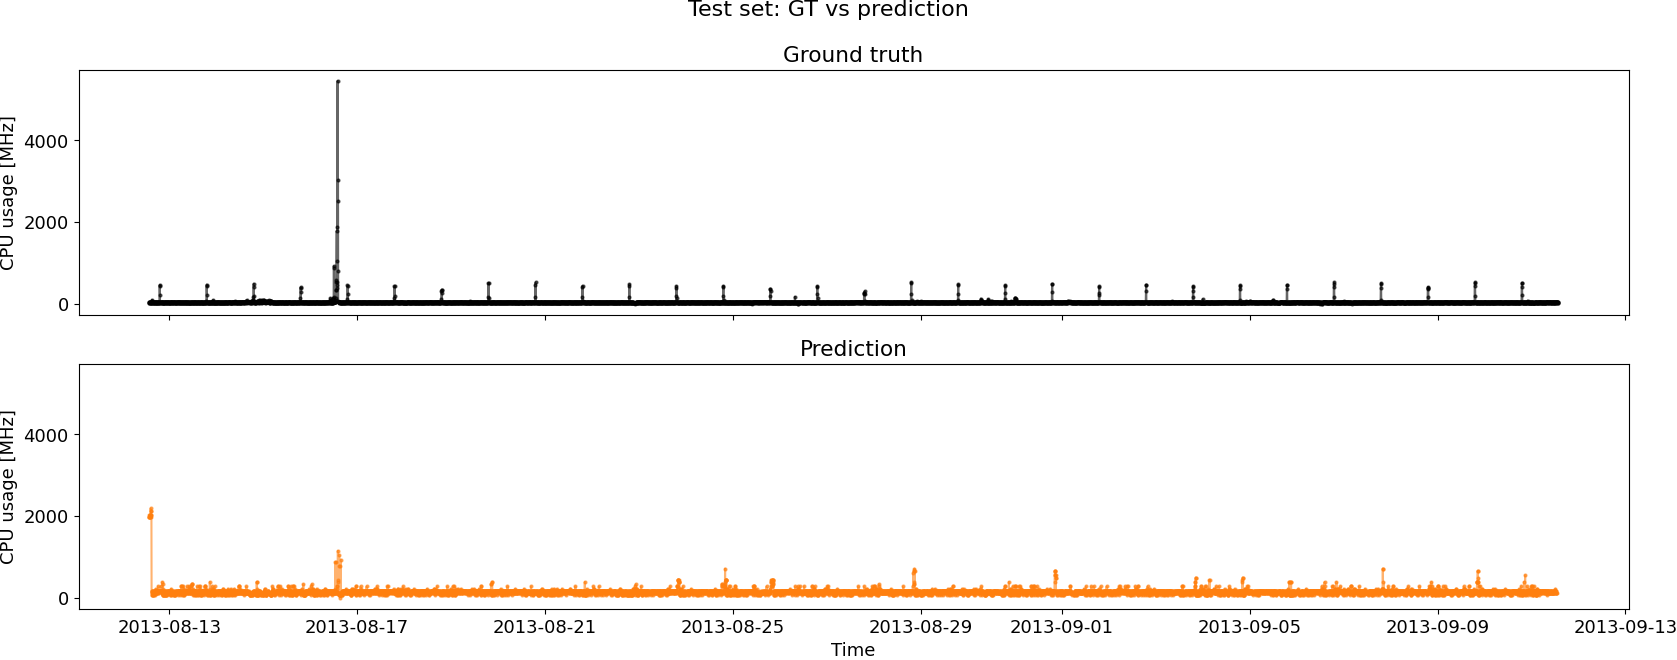 Test set: GT vs prediction
Ground truth
CPU usage [MHz]
4000
2000
0
Prediction
CPU usage [MHz]
4000
2000
0
2013-08-13 2013-08-17 2013-08-21 2013-08-25 2013-08-29 2013-09-01 2013-09-05 2013-09-09 2013-09-13
Time